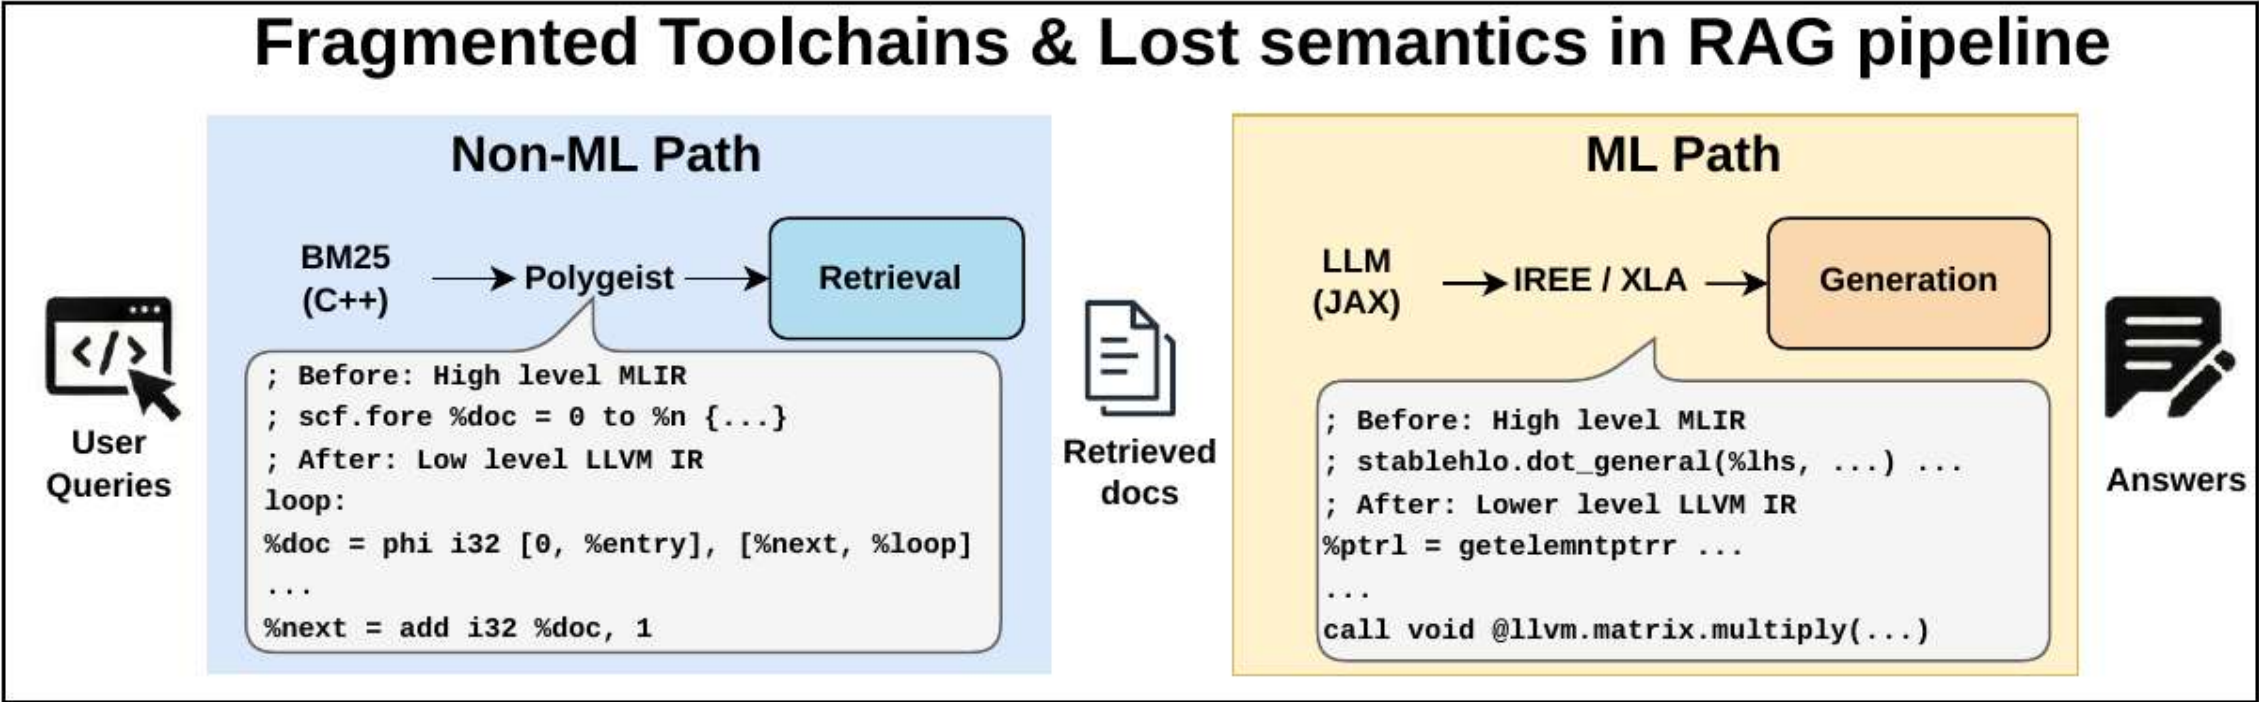 Fragmented Toolchains & Lost semantics in RAG pipeline
User
Queries
Non-ML Path
BM25
(C++)
Polygeist
Retrieval
; Before: High level MLIR
; scf.fore %doc = 0 to %n {...}
; After: Low level LLVM IR
loop:
%doc = phi i32 [0, %entry], [%next, %loop]
...
%next = add i32 %doc, 1
Retrieved
docs
ML Path
LLM
(JAX)
IREE / XLA
Generation
; Before: High level MLIR
; stablehlo.dot_general(%lhs, ...) ...
; After: Lower level LLVM IR
%ptrl = getelemntptrr ...
...
call void @llvm.matrix.multiply(...)
Answers